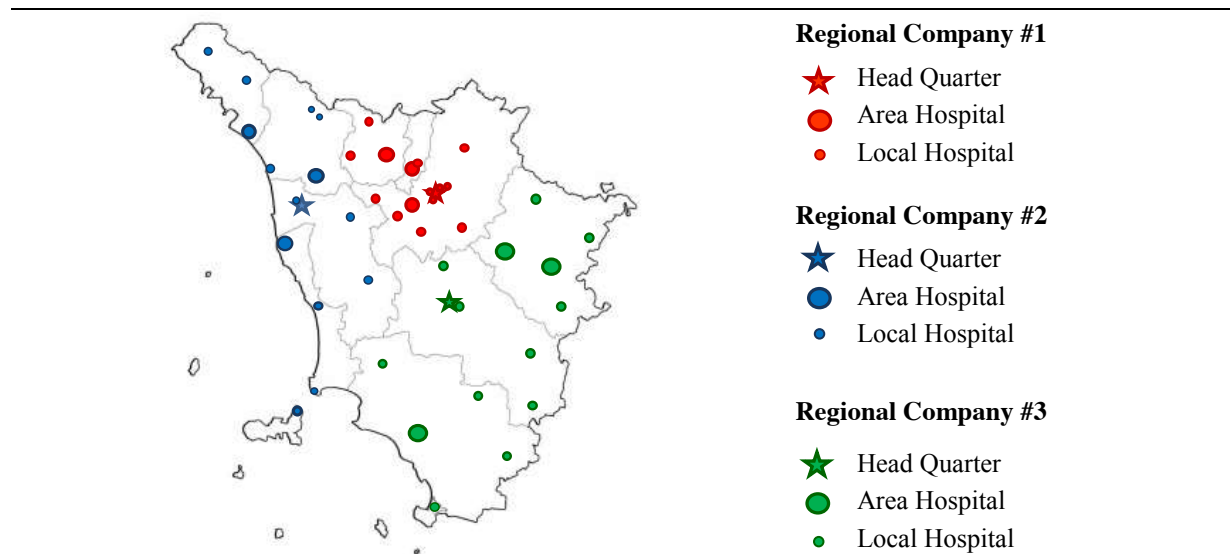 Regional Company #1
Head Quarter
Area Hospital
Local Hospital
Regional Company #2
Head Quarter
Area Hospital
Local Hospital
Regional Company #3
Head Quarter
Area Hospital
Local Hospital